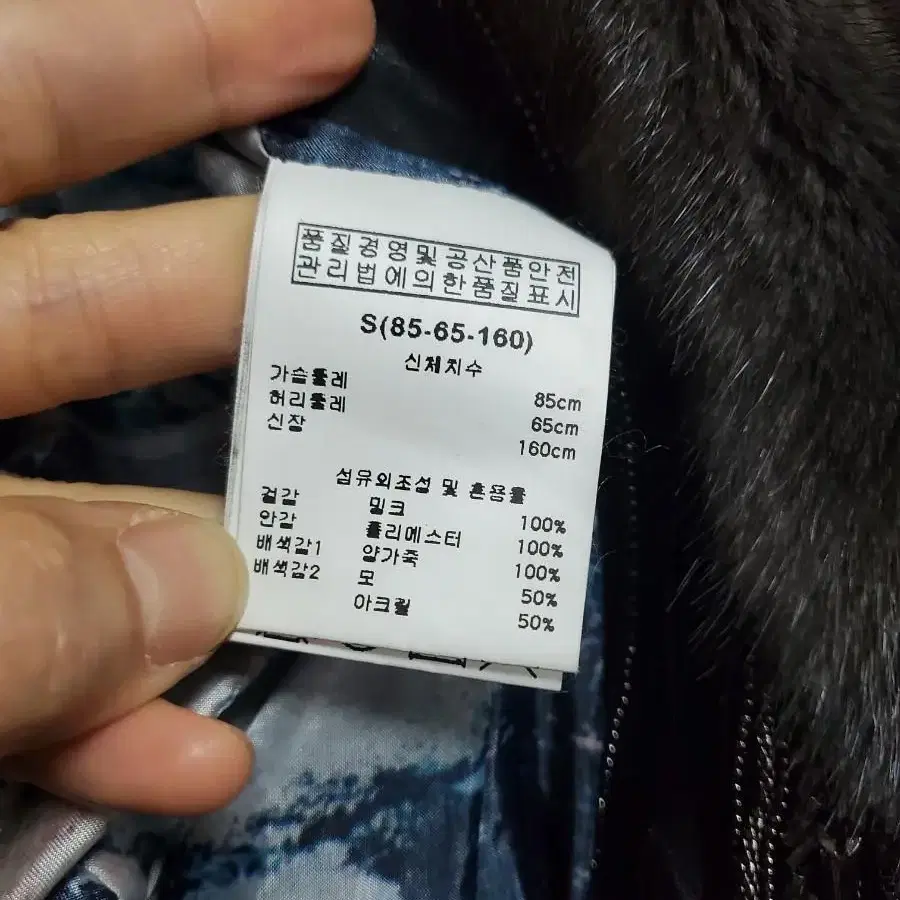 품질경영및공산품안전
관리법에의한품질표시
S(85-65-160)
신체치수
가슴둘레 85cm
허리둘레 65cm
신장 160cm
섬유외조성 및 혼용률
겉감 밍크 100%
안감 폴리에스터 100%
배색감1 양가죽 100%
배색감2 모 50%
아크릴 50%